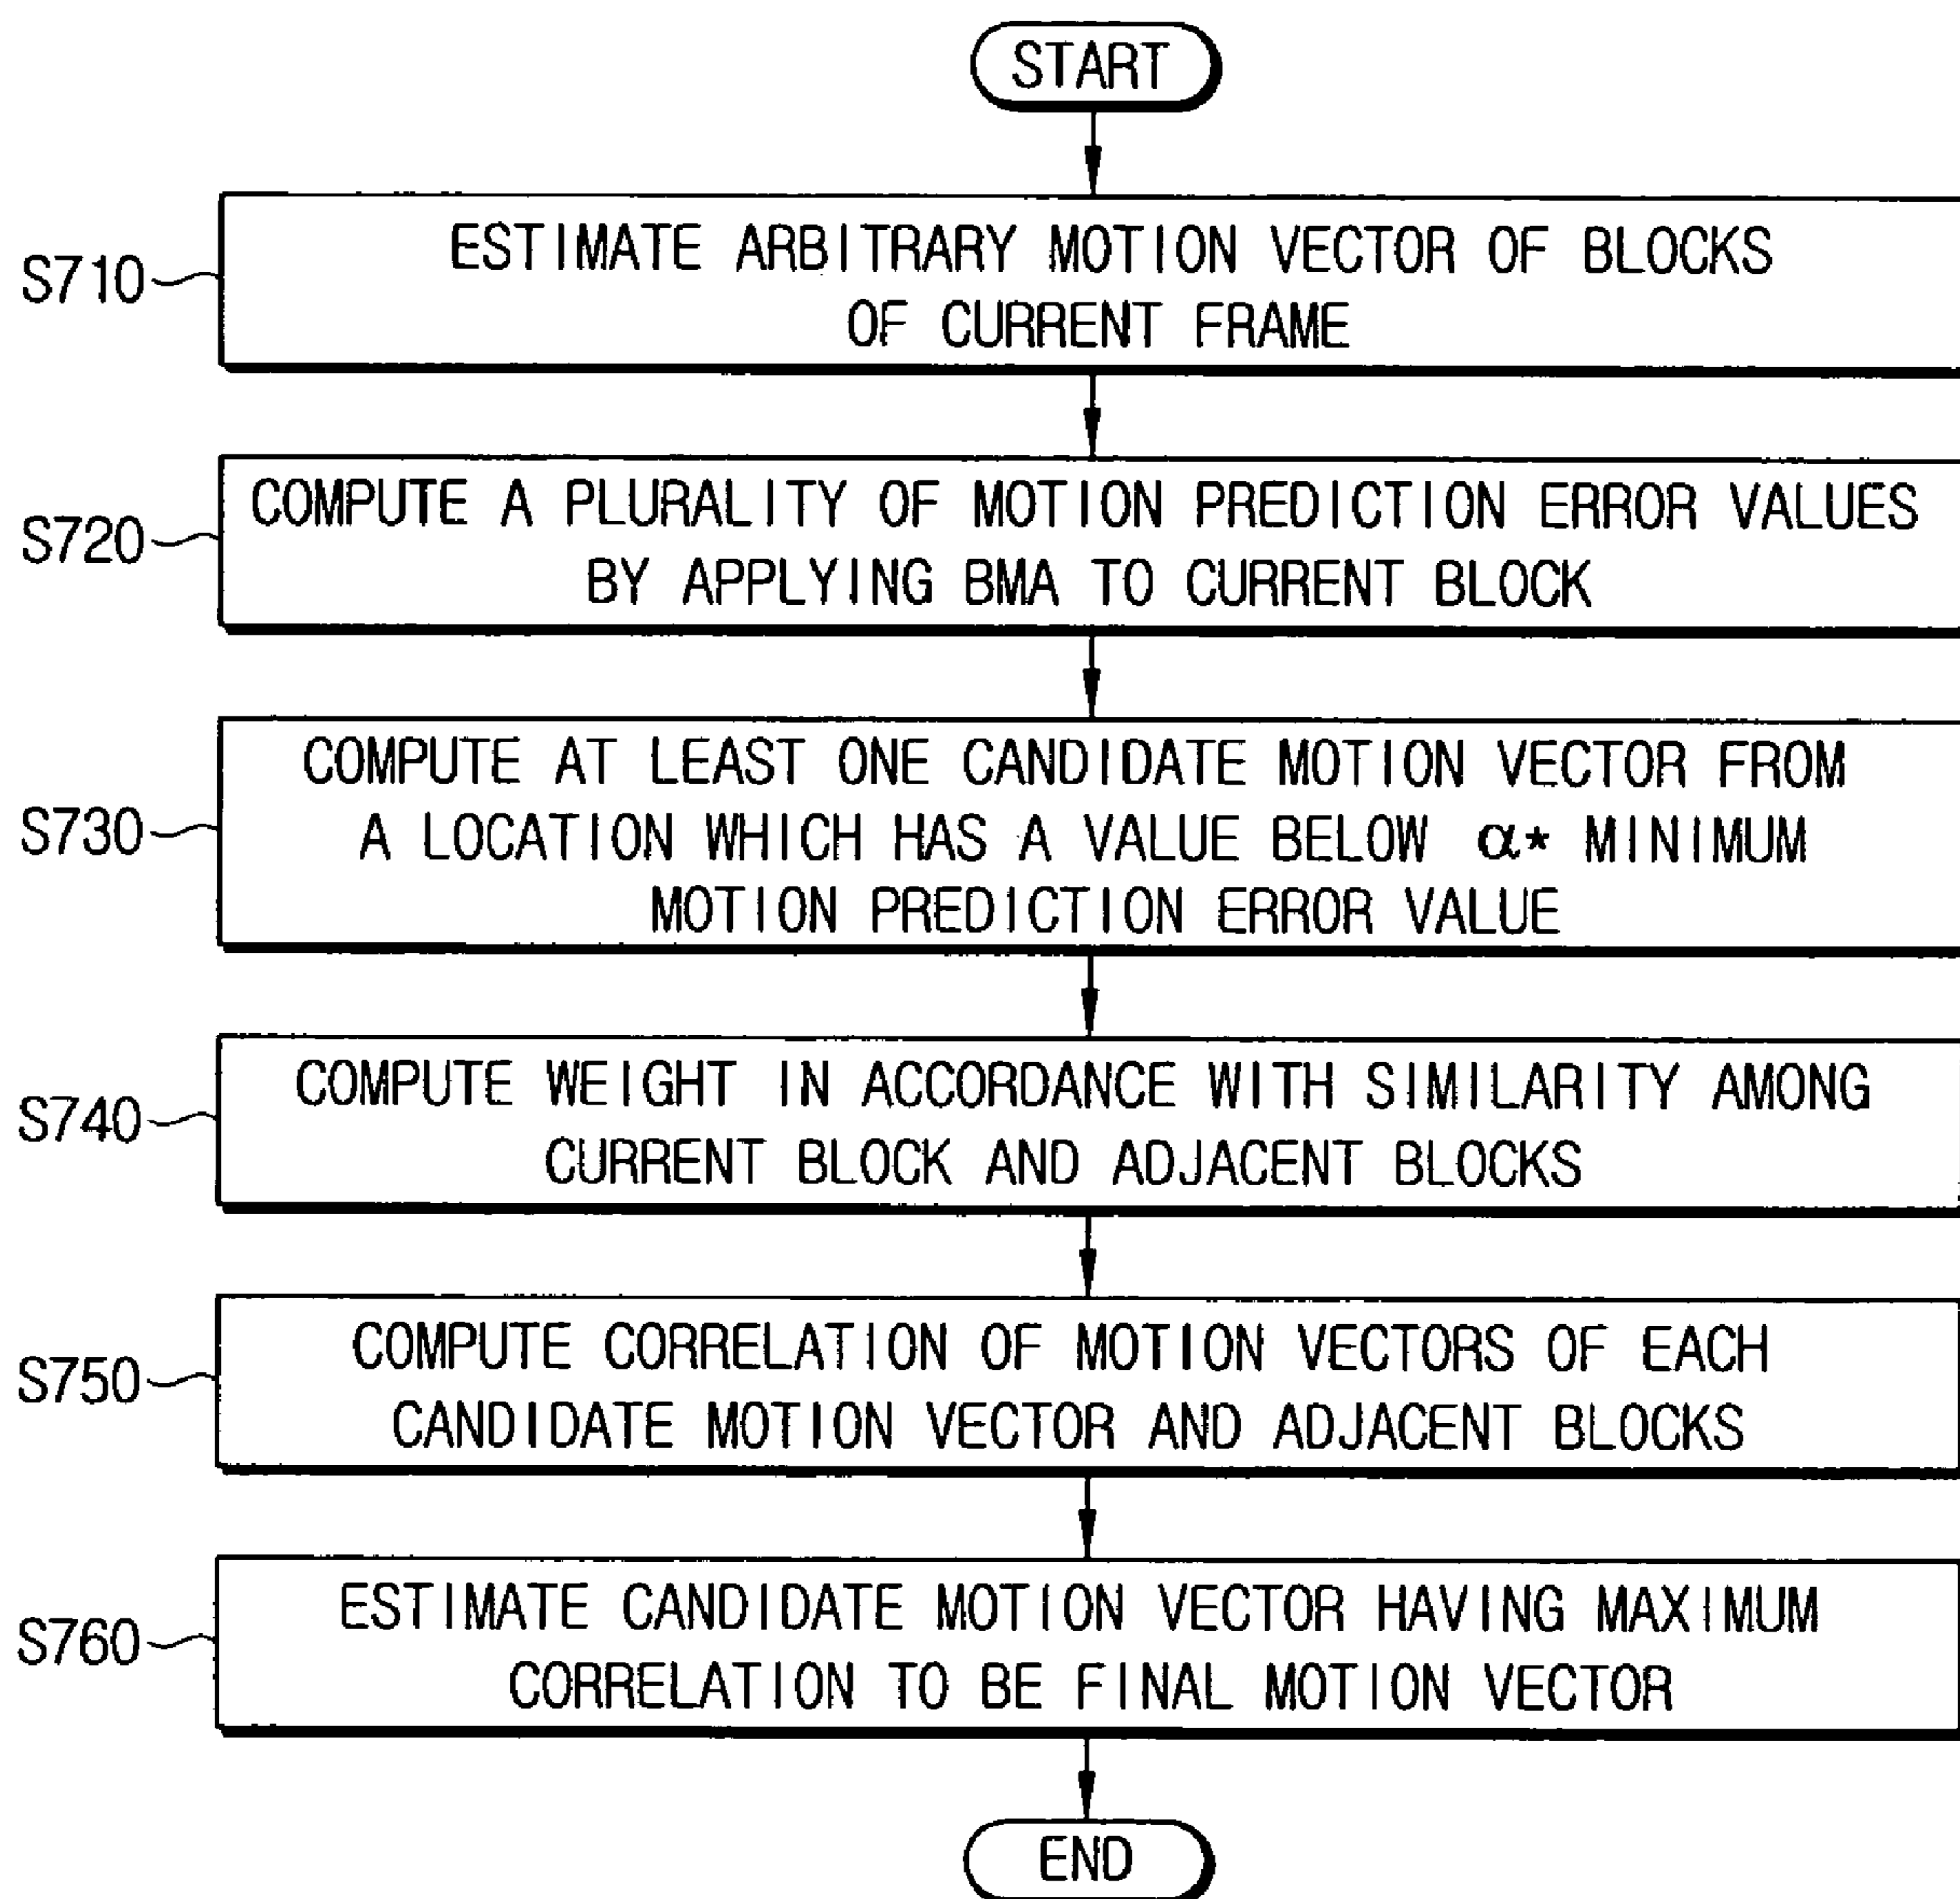 START
S710
ESTIMATE ARBITRARY MOTION VECTOR OF BLOCKS
OF CURRENT FRAME
S720
COMPUTE A PLURALITY OF MOTION PREDICTION ERROR VALUES
BY APPLYING BMA TO CURRENT BLOCK
S730
COMPUTE AT LEAST ONE CANDIDATE MOTION VECTOR FROM
A LOCATION WHICH HAS A VALUE BELOW α* MINIMUM
MOTION PREDICTION ERROR VALUE
S740
COMPUTE WEIGHT IN ACCORDANCE WITH SIMILARITY AMONG
CURRENT BLOCK AND ADJACENT BLOCKS
S750
COMPUTE CORRELATION OF MOTION VECTORS OF EACH
CANDIDATE MOTION VECTOR AND ADJACENT BLOCKS
S760
ESTIMATE CANDIDATE MOTION VECTOR HAVING MAXIMUM
CORRELATION TO BE FINAL MOTION VECTOR
END